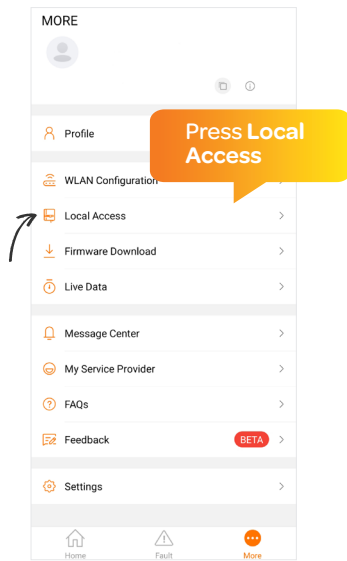 MORE
Profile
Press Local
Access
WLAN Configuration
Local Access
Firmware Download
Live Data
Message Center
My Service Provider
FAQs
Feedback
BETA
Settings
Home
Fault
More